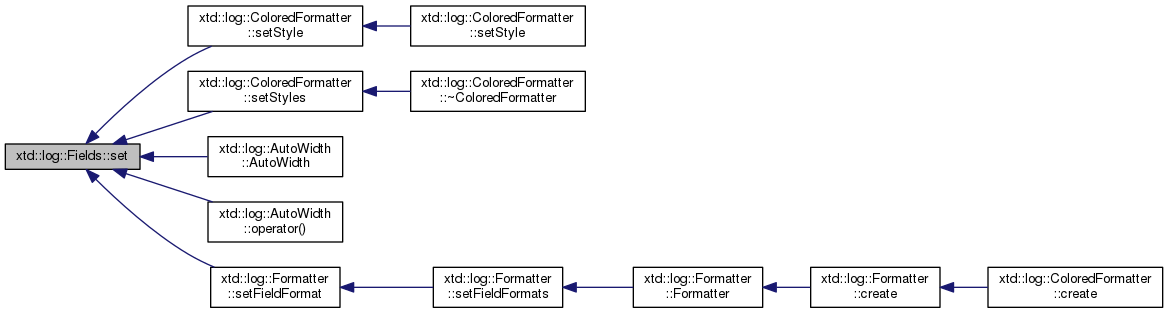 xtd::log::Fields::set
xtd::log::ColoredFormatter
::setStyle
xtd::log::ColoredFormatter
::setStyle
xtd::log::ColoredFormatter
::setStyles
xtd::log::ColoredFormatter
::~ColoredFormatter
xtd::log::AutoWidth
::AutoWidth
xtd::log::AutoWidth
::operator()
xtd::log::Formatter
::setFieldFormat
xtd::log::Formatter
::setFieldFormats
xtd::log::Formatter
::Formatter
xtd::log::Formatter
::create
xtd::log::ColoredFormatter
::create